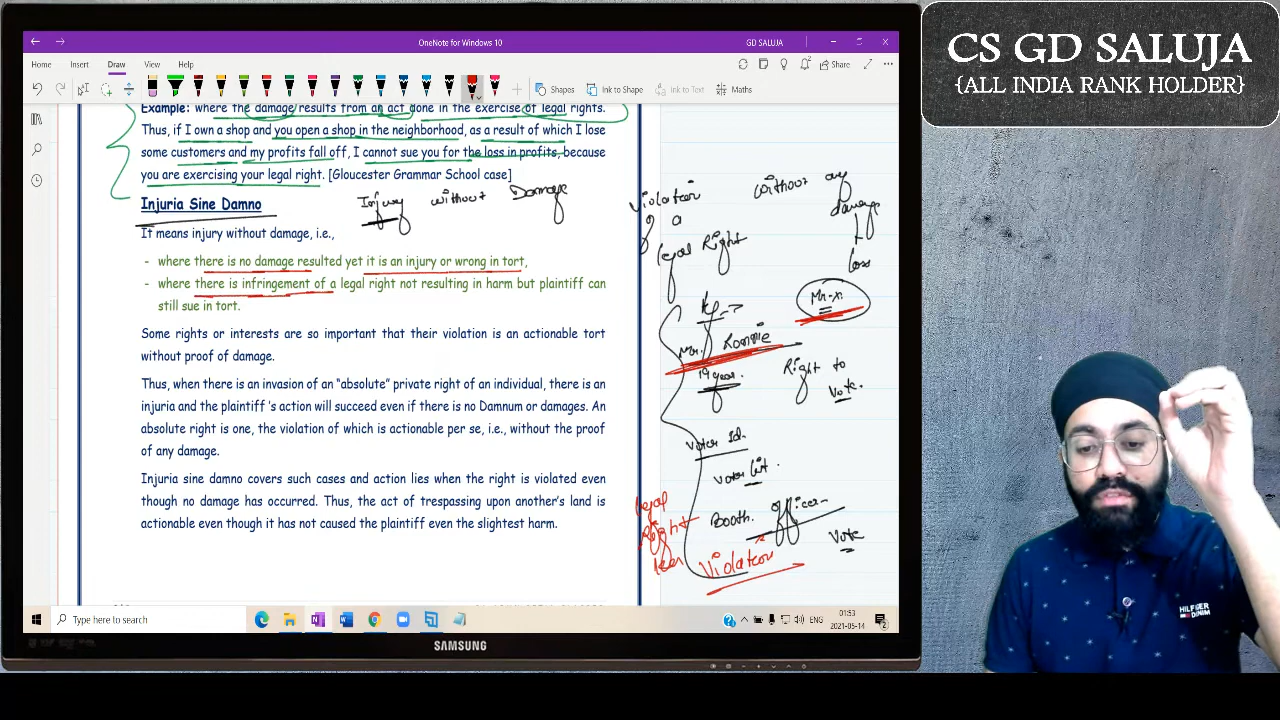 OneNote for Windows 10
GD SALUJA
Home Insert Draw View Help
Share
Shapes
Ink to Shape
Ink to Text
Maths
Example: where the damage results from an act done in the exercise of legal rights.
Thus, if I own a shop and you open a shop in the neighborhood, as a result of which I lose
some customers and my profits fall off, I cannot sue you for the loss in profits, because
you are exercising your legal right. [Gloucester Grammar School case]
Injuria Sine Damno
Injury without Damage
It means injury without damage, i.e.,
- where there is no damage resulted yet it is an injury or wrong in tort,
- where there is infringement of a legal right not resulting in harm but plaintiff can
still sue in tort.
Some rights or interests are so important that their violation is an actionable tort
without proof of damage.
Thus, when there is an invasion of an “absolute” private right of an individual, there is an
injuria and the plaintiff 's action will succeed even if there is no Damnum or damages. An
absolute right is one, the violation of which is actionable per se, i.e., without the proof
of any damage.
Injuria sine damno covers such cases and action lies when the right is violated even
though no damage has occurred. Thus, the act of trespassing upon another's land is
actionable even though it has not caused the plaintiff even the slightest harm.
Violation
of a
legal Right
without any
damage
loss
Mr. X.
Mr.
19 year.
Right to
Vote.
Voter Id.
Voter list.
Booth. officer
Vote
legal
Right
Violation
Type here to search
ENG
01:53
2021-05-14
2
SAMSUNG
CS GD SALUJA
{ALL INDIA RANK HOLDER}
HILFIGER
DENIM